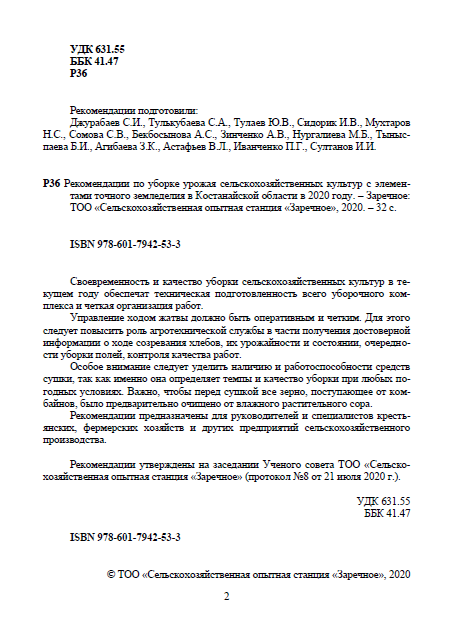 УДК 631.55
ББК 41.47
Р36
Рекомендации подготовили:
Джурабаев С.И., Тулькубаева С.А., Тулаев Ю.В., Сидорик И.В., Мухтаров
Н.С., Сомова С.В., Бекбосынова А.С., Зинченко А.В., Нургалиева М.Б., Тыныс-
паева Б.И., Агибаева З.К., Астафьев В.Л., Иванченко П.Г., Султанов И.И.
Р36 Рекомендации по уборке урожая сельскохозяйственных культур с элемен-
тами точного земледелия в Костанайской области в 2020 году. – Заречное:
ТОО «Сельскохозяйственная опытная станция «Заречное», 2020. – 32 с.
ISBN 978-601-7942-53-3
Своевременность и качество уборки сельскохозяйственных культур в те-
кущем году обеспечат техническая подготовленность всего уборочного ком-
плекса и четкая организация работ.
Управление ходом жатвы должно быть оперативным и четким. Для этого
следует повысить роль агротехнической службы в части получения достоверной
информации о ходе созревания хлебов, их урожайности и состоянии, очередно-
сти уборки полей, контроля качества работ.
Особое внимание следует уделить наличию и работоспособности средств
сушки, так как именно она определяет темпы и качество уборки при любых по-
годных условиях. Важно, чтобы перед сушкой все зерно, поступающее от ком-
байнов, было предварительно очищено от влажного растительного сора.
Рекомендации предназначены для руководителей и специалистов кресть-
янских, фермерских хозяйств и других предприятий сельскохозяйственного
производства.
Рекомендации утверждены на заседании Ученого совета ТОО «Сельско-
хозяйственная опытная станция «Заречное» (протокол №8 от 21 июля 2020 г.).
УДК 631.55
ББК 41.47
ISBN 978-601-7942-53-3
© ТОО «Сельскохозяйственная опытная станция «Заречное», 2020
2